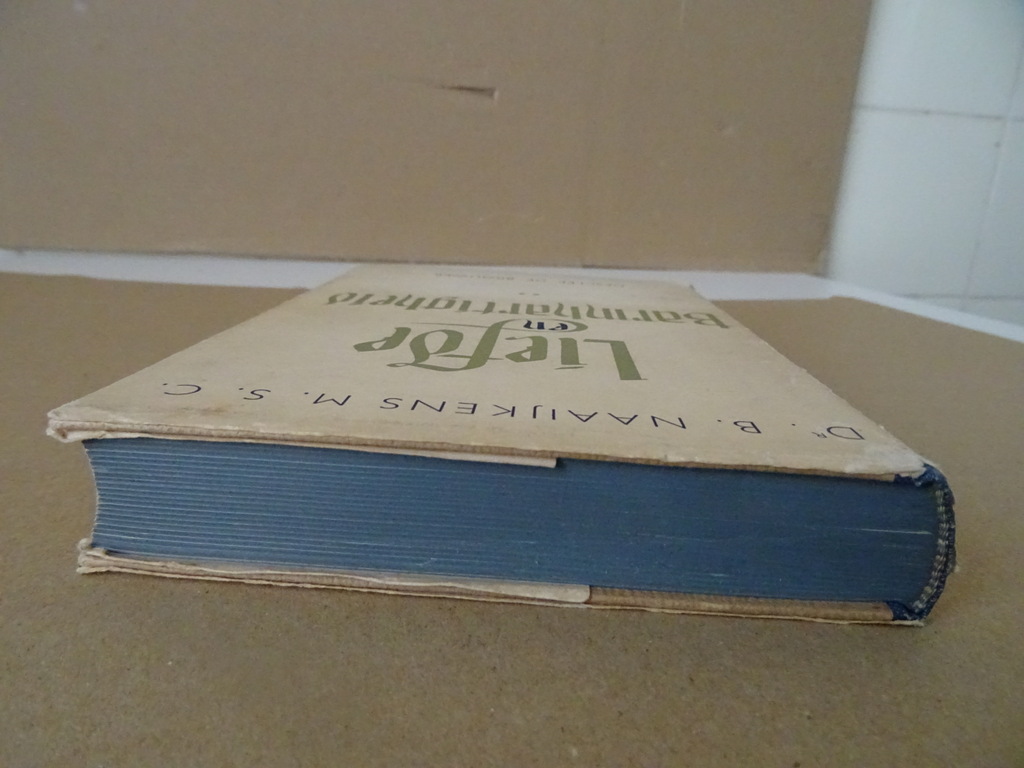 Dr. B. NAAIJKENS M. S. C.
Liefde
en
Barmhartigheid